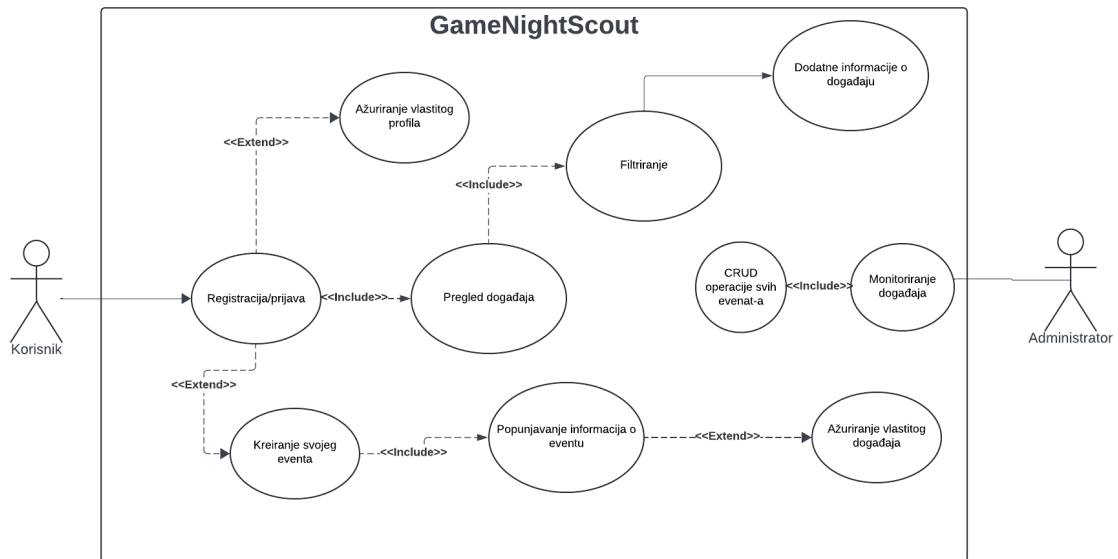 GameNightScout
Dodatne informacije o
događaju
Ažuriranje vlastitog
profila
<<Extend>>
Filtriranje
<<Include>>
CRUD
operacije svih
evenat-a
<<Include>>
Monitoriranje
događaja
Registracija/prijava
<<Include>>
Pregled događaja
Korisnik
Administrator
<<Extend>>
Kreiranje svojeg
eventa
<<Include>>
Popunjavanje informacija o
eventu
<<Extend>>
Ažuriranje vlastitog
događaja